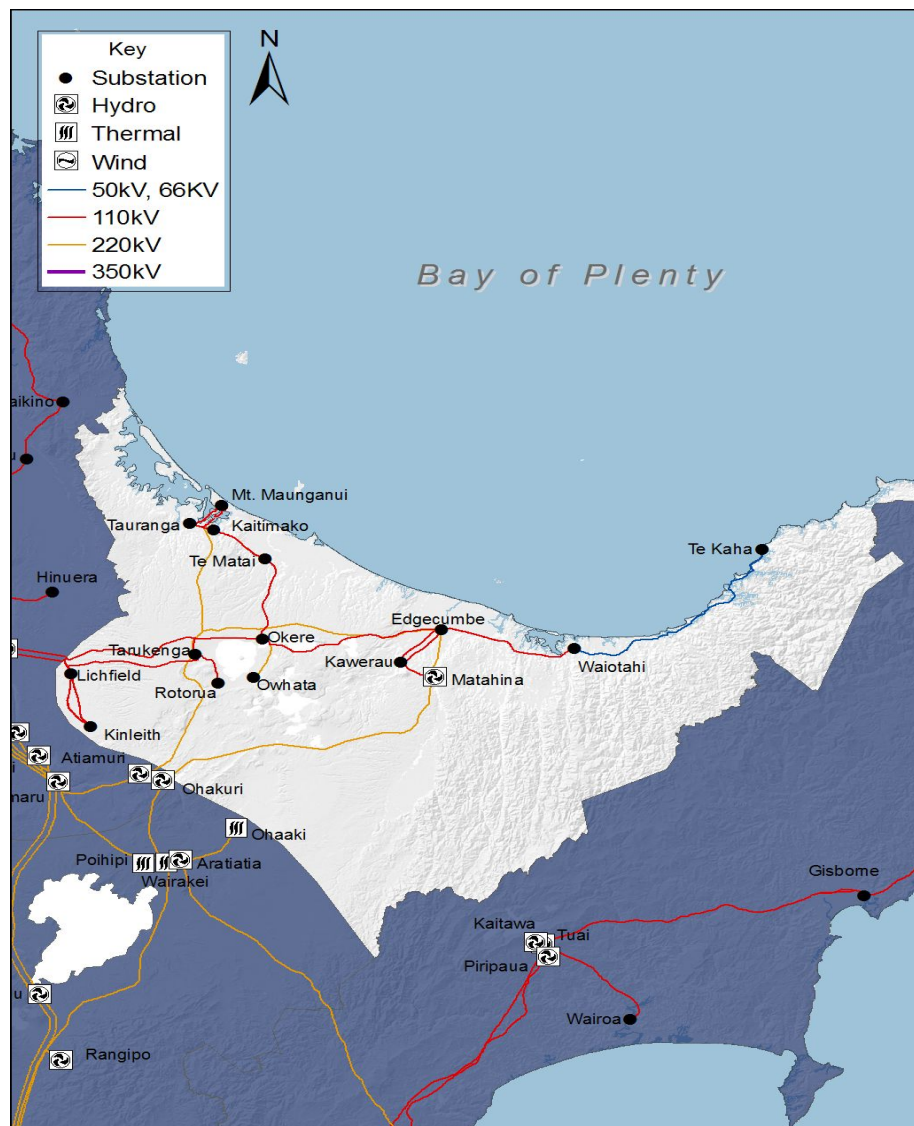 Key
Substation
Hydro
Thermal
Wind
50kV, 66KV
110kV
220kV
350kV
N
Bay of Plenty
aikino
u
Mt. Maunganui
Tauranga
Kaitimako
Te Matai
Te Kaha
Hinuera
Edgecumbe
Okere
Tarukenga
Kawerau
Waiotahi
Lichfield
Rotorua
Owhata
Matahina
Kinleith
Atiamuri
i
maru
Ohakuri
Ohaaki
Poihipi
Aratiatia
Wairakei
Gisborne
Kaitawa
Tuai
Piripaua
u
Wairoa
Rangipo